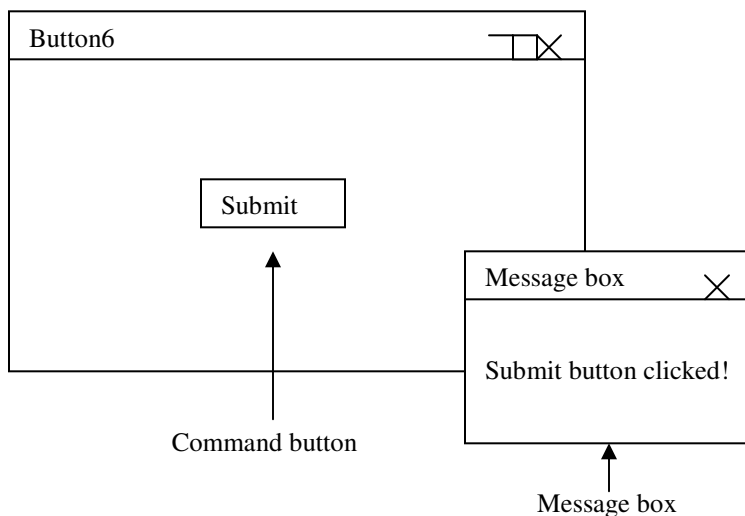 Button6
Submit
Message box
Submit button clicked!
Command button
Message box